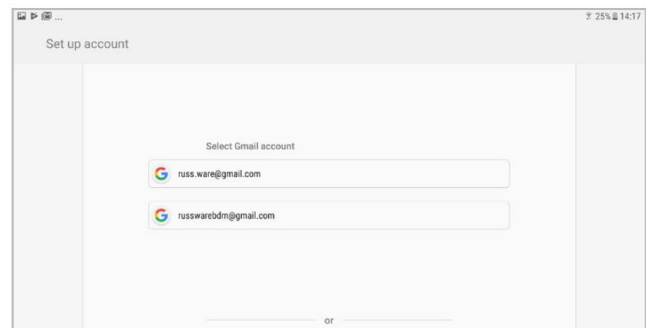 ... 25% 14:17
Set up account
Select Gmail account
russ.ware@gmail.com
russwarebdm@gmail.com
or